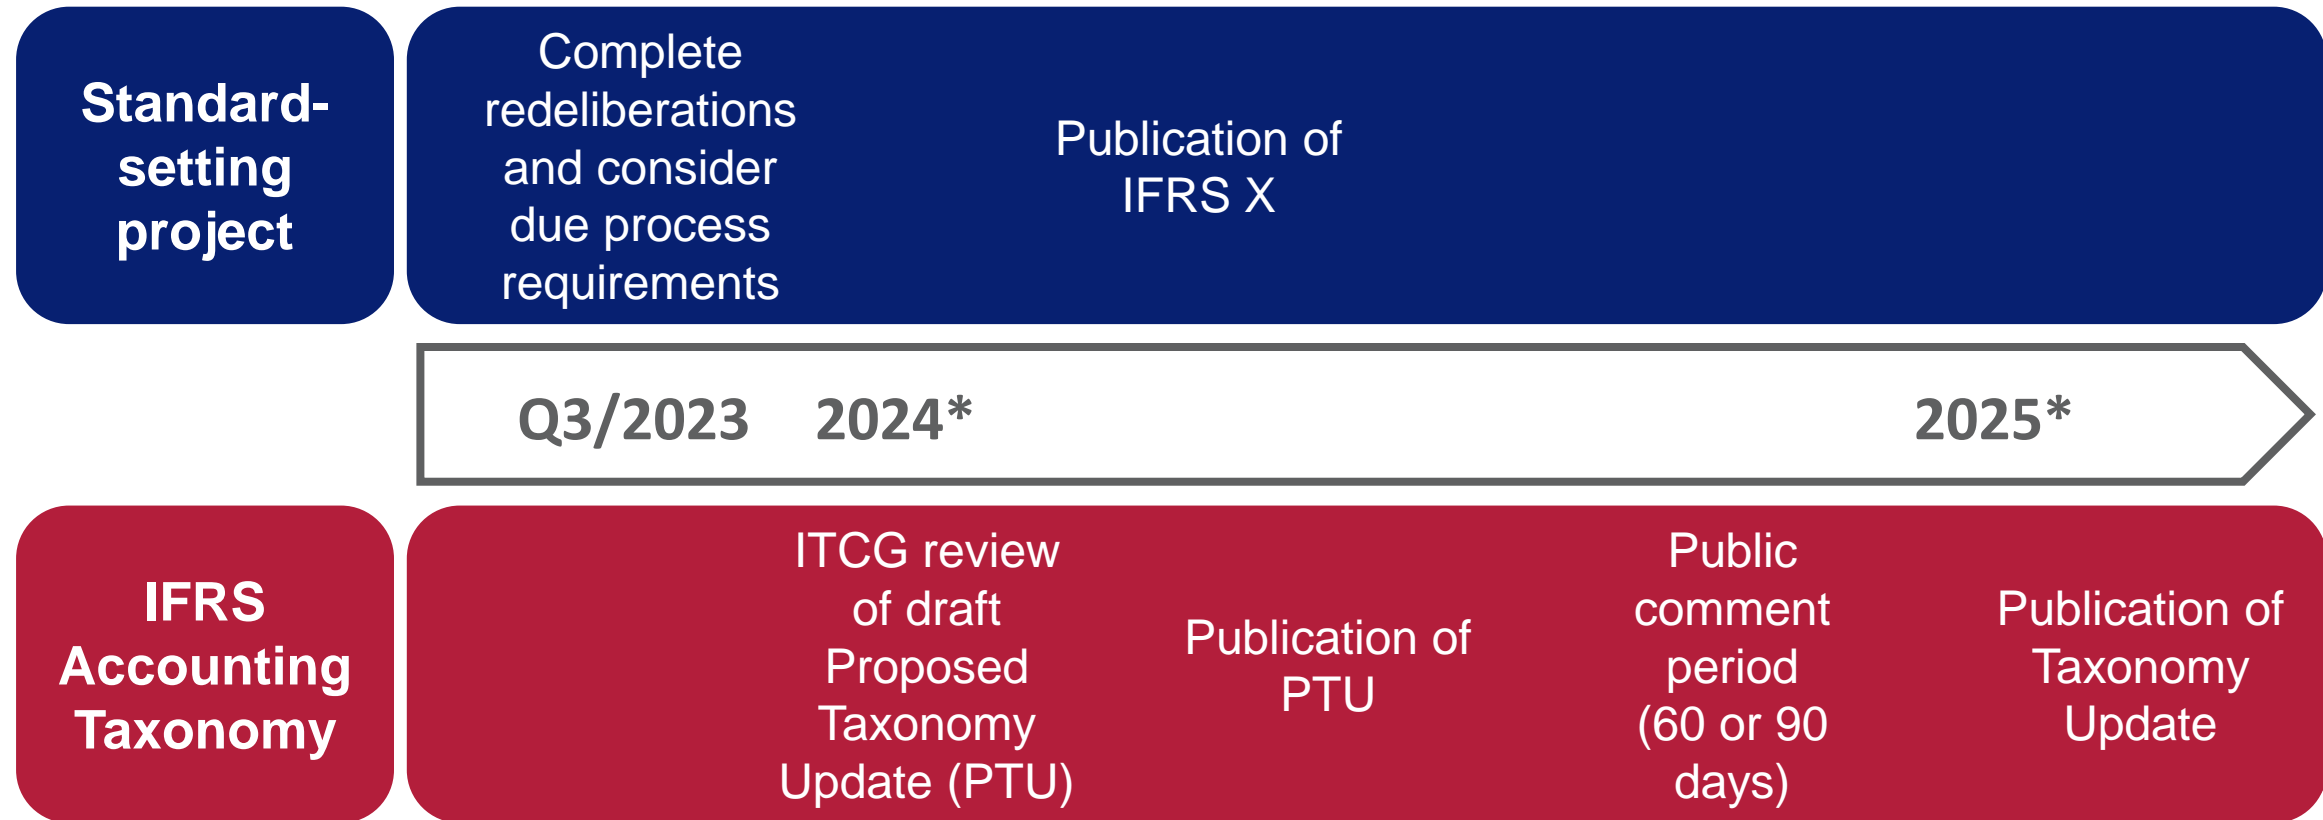 Standard-
setting
project
Complete
redeliberations
and consider
due process
requirements
Publication of
IFRS X
Q3/2023
2024*
2025*
IFRS
Accounting
Taxonomy
ITCG review
of draft
Proposed
Taxonomy
Update (PTU)
Publication of
PTU
Public
comment
period
(60 or 90
days)
Publication of
Taxonomy
Update